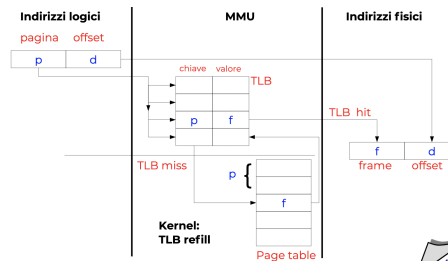 Indirizzi logici
MMU
Indirizzi fisici
pagina offset
p d
chiave valore
TLB
p f
TLB hit
f d
frame offset
TLB miss
p {
f
Kernel:
TLB refill
Page table